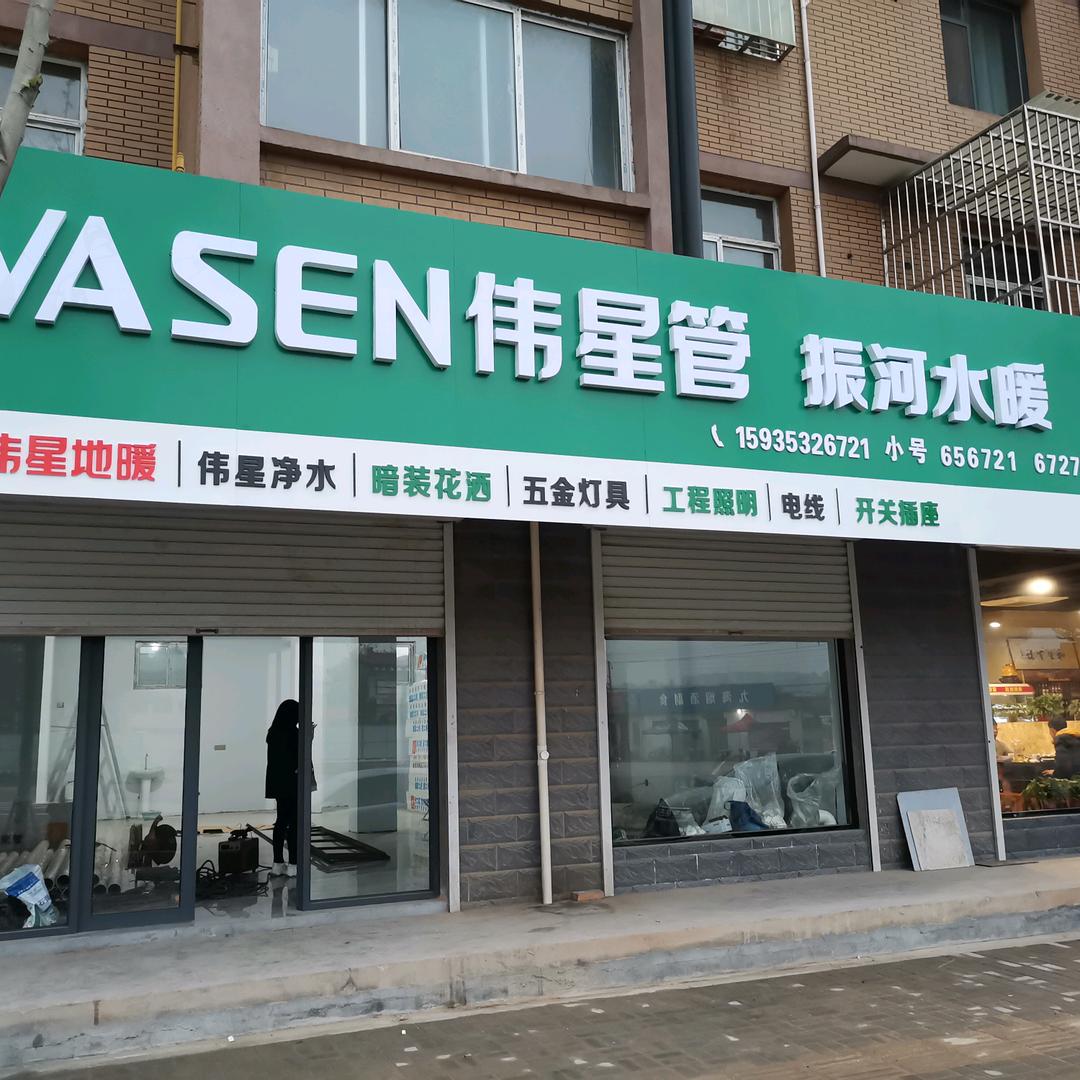 VASEN伟星管 振河水暖
15935326721 小号 656721 6727
伟星地暖 | 伟星净水 | 暗装花洒 | 五金灯具 | 工程照明 | 电线 | 开关插座